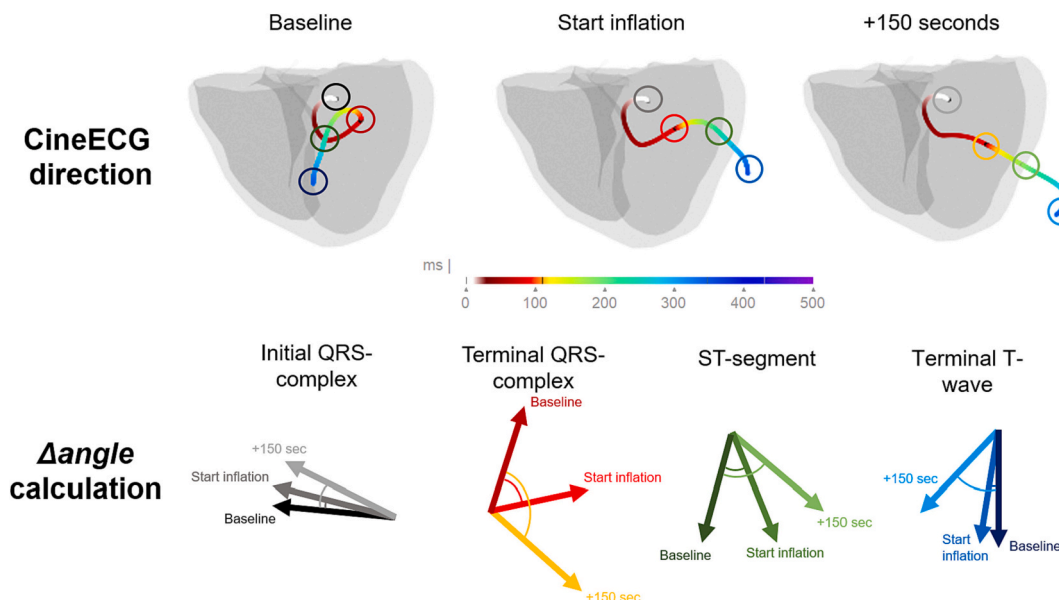 Baseline
Start inflation
+150 seconds
CineECG
direction
ms |
0
100
200
300
400
500
Initial QRS-
complex
Terminal QRS-
complex
ST-segment
Terminal T-
wave
Δangle
calculation
+150 sec
Start inflation
Baseline
Baseline
Start inflation
+150 sec
Baseline
Start inflation
+150 sec
+150 sec
Start
inflation
Baseline